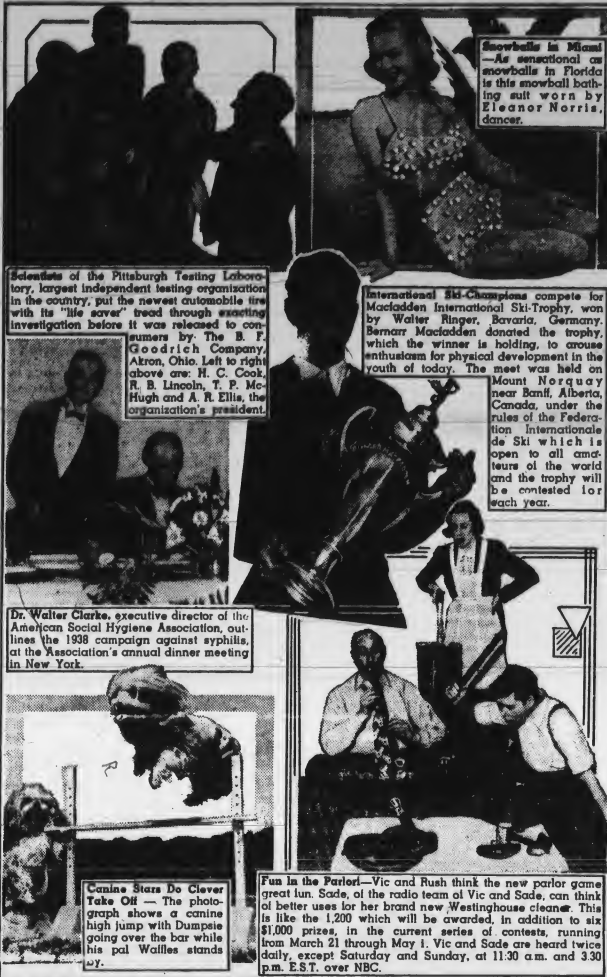 Snowballs in Miami
—As sensational as
snowballs in Florida
is this snowball bath-
ing suit worn by
Eleanor Norris,
dancer.
Scientists of the Pittsburgh Testing Labora-
tory, largest independent testing organization
in the country, put the newest automobile tire
with its "life saver" tread through exacting
investigation before it was released to con-
sumers by The B. F.
Goodrich Company,
Akron, Ohio. Left to right
above are: H. C. Cook,
R. B. Lincoln, T. P. Mc-
Hugh and A. R. Ellis, the
organization's president.
International Ski-Champions compete for
Macfadden International Ski-Trophy, won
by Walter Ringer, Bavaria, Germany.
Bernarr Macfadden donated the trophy,
which the winner is holding, to arouse
enthusiasm for physical development in the
youth of today. The meet was held on
Mount Norquay
near Banff, Alberta,
Canada, under the
rules of the Federa-
tion Internationale
de Ski which is
open to all ama-
teurs of the world
and the trophy will
be contested for
each year.
Dr. Walter Clarke, executive director of the
American Social Hygiene Association, out-
lines the 1938 campaign against syphilis,
at the Association's annual dinner meeting
in New York.
Canine Stars Do Clever
Take Off — The photo-
graph shows a canine
high jump with Dumpsie
going over the bar while
his pal Waffles stands
by.
Fun in the Parlor!—Vic and Rush think the new parlor game
great fun. Sade, of the radio team of Vic and Sade, can think
of better uses for her brand new Westinghouse cleaner. This
is like the 1,200 which will be awarded, in addition to six
$1,000 prizes, in the current series of contests, running
from March 21 through May 1. Vic and Sade are heard twice
daily, except Saturday and Sunday, at 11:30 a.m. and 3:30
p.m. E.S.T. over NBC.